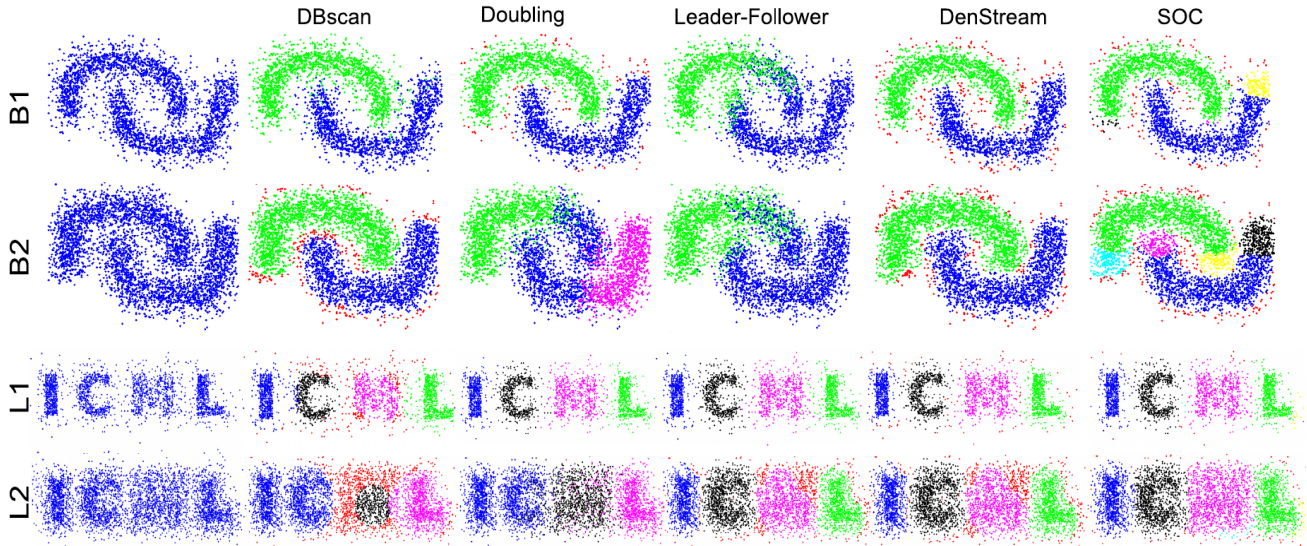 DBscan Doubling Leader-Follower DenStream SOC
B1
B2
L1 I C M L I C M L I C M L I C M L I C M L I C M L
L2 I C M L I C M L I C M L I C M L I C M L I C M L